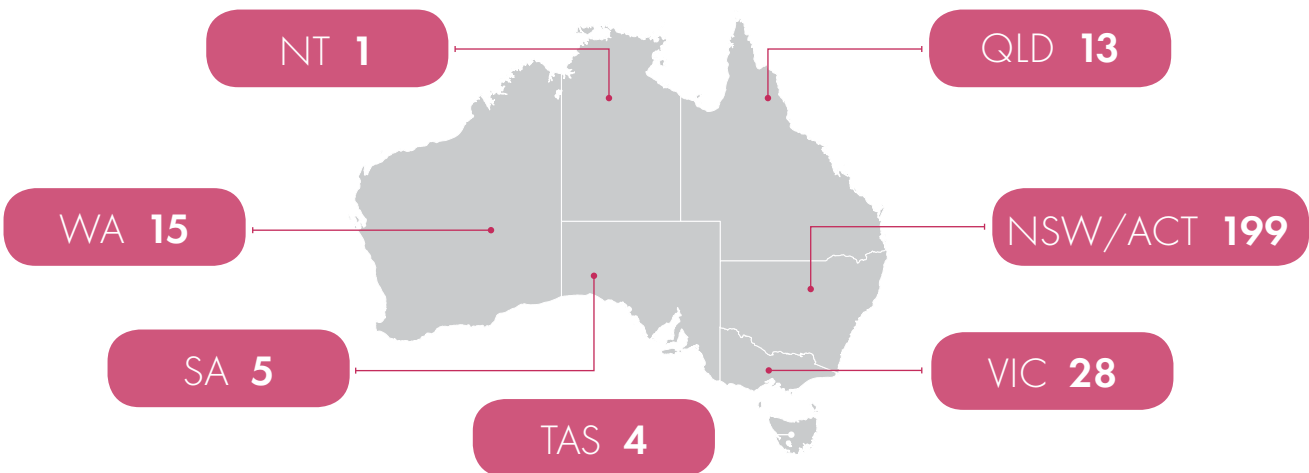 NT 1
QLD 13
WA 15
NSW/ACT 199
SA 5
VIC 28
TAS 4